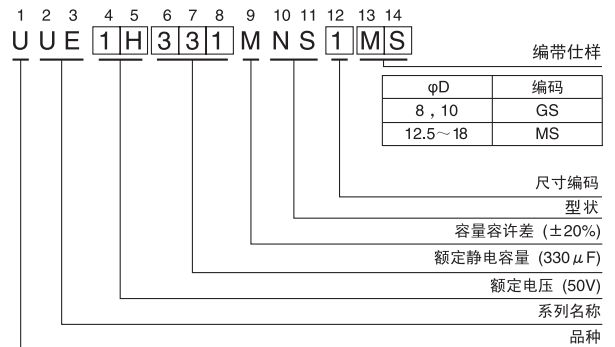 1 2 3 4 5 6 7 8 9 10 11 12 13 14
U U E 1 H 3 3 1 M N S 1 M S
编带仕样
φD 编码
8，10 GS
12.5～18 MS
尺寸编码
型状
容量容许差 (±20%)
额定静电容量 (330μF)
额定电压 (50V)
系列名称
品种